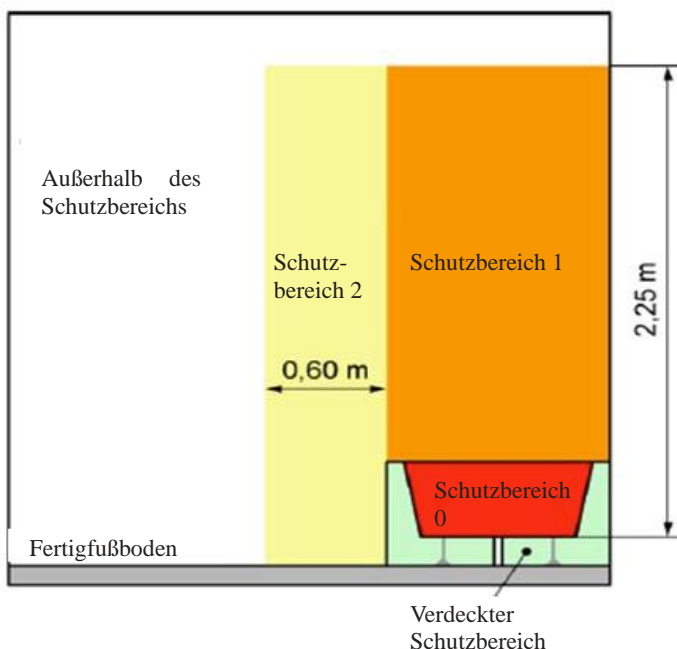 Außerhalb des
Schutzbereichs
Schutz-
bereich 2
Schutzbereich 1
2,25 m
0,60 m
Schutzbereich
0
Fertigfußboden
Verdeckter
Schutzbereich